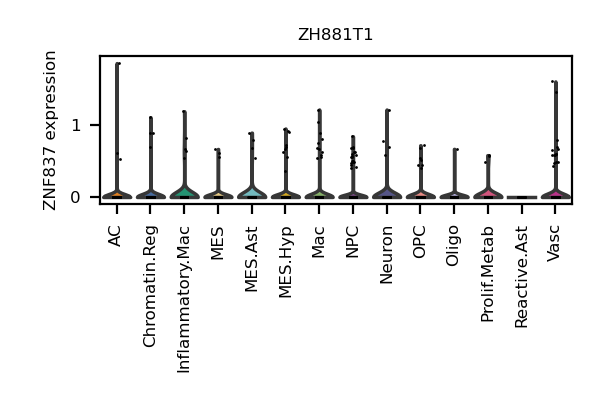 ZH881T1
ZNF837 expression
1
0
AC
Chromatin.Reg
Inflammatory.Mac
MES
MES.Ast
MES.Hyp
Mac
NPC
Neuron
OPC
Oligo
Prolif.Metab
Reactive.Ast
Vasc